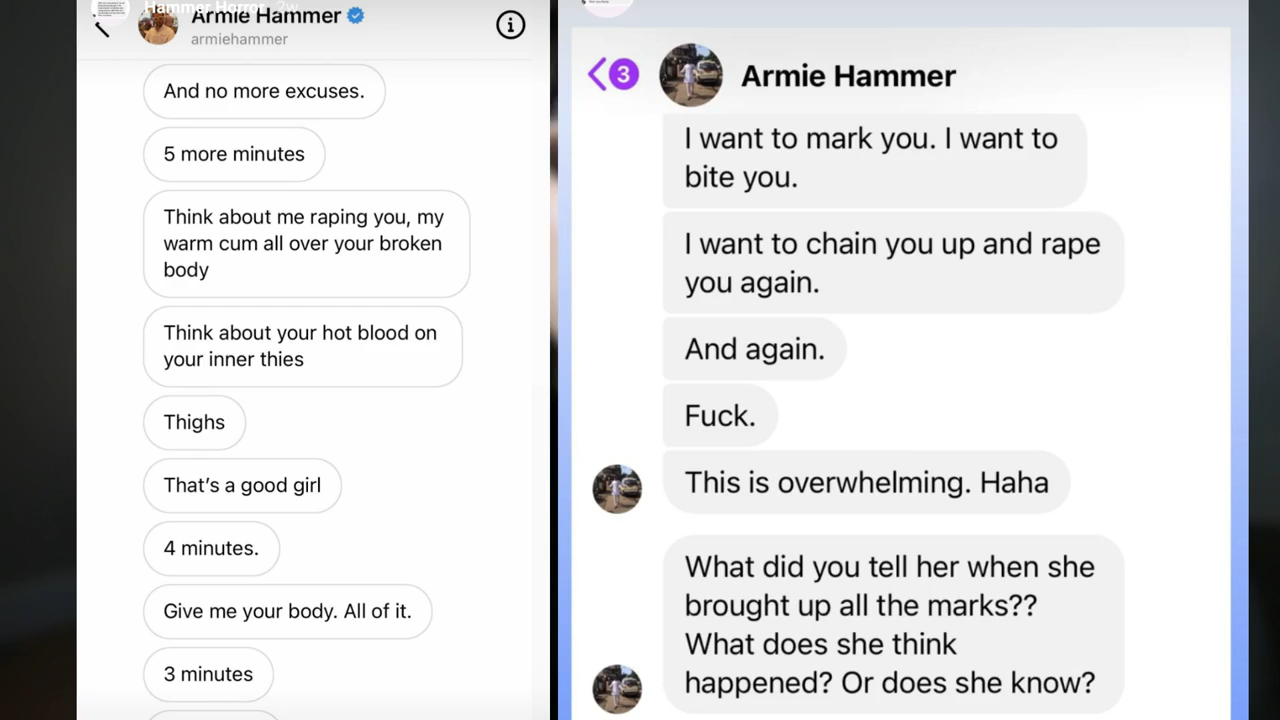 Hammer Horror 2w
Armie Hammer
armiehammer
And no more excuses.
5 more minutes
Think about me raping you, my
warm cum all over your broken
body
Think about your hot blood on
your inner thies
Thighs
That's a good girl
4 minutes.
Give me your body. All of it.
3 minutes
3
Armie Hammer
I want to mark you. I want to
bite you.
I want to chain you up and rape
you again.
And again.
Fuck.
This is overwhelming. Haha
What did you tell her when she
brought up all the marks??
What does she think
happened? Or does she know?